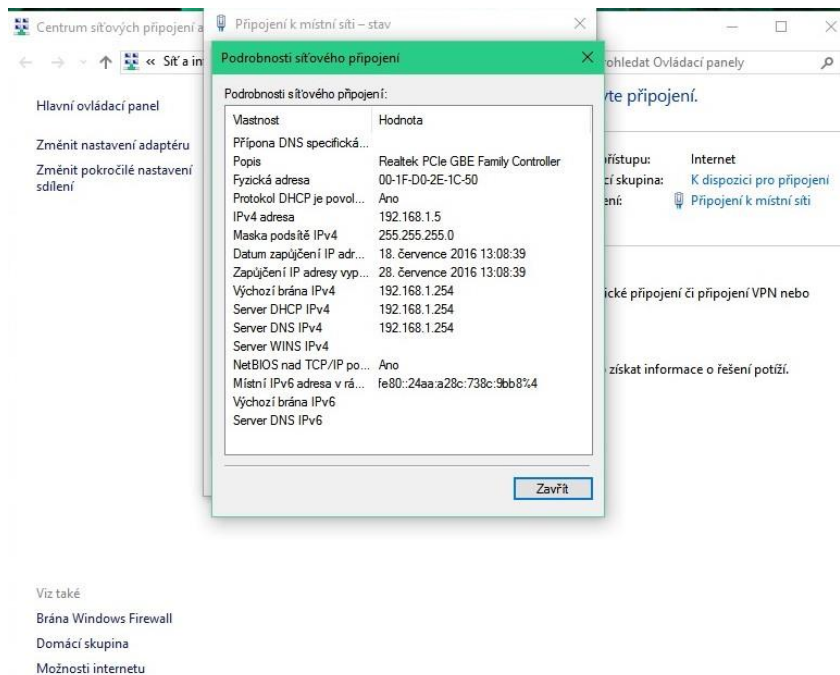 Centrum síťových připojení a
Připojení k místní síti – stav
« Síť a in
ohledat Ovládací panely
Hlavní ovládací panel
Změnit nastavení adaptéru
Změnit pokročilé nastavení
sdílení
Podrobnosti síťového připojení
Podrobnosti síťového připojení:
Vlastnost Hodnota
Přípona DNS specifická...
Popis Realtek PCIe GBE Family Controller
Fyzická adresa 00-1F-D0-2E-1C-50
Protokol DHCP je povol... Ano
IPv4 adresa 192.168.1.5
Maska podsítě IPv4 255.255.255.0
Datum zapůjčení IP adr... 18. července 2016 13:08:39
Zapůjčení IP adresy vyp... 28. července 2016 13:08:39
Výchozí brána IPv4 192.168.1.254
Server DHCP IPv4 192.168.1.254
Server DNS IPv4 192.168.1.254
Server WINS IPv4
NetBIOS nad TCP/IP po... Ano
Místní IPv6 adresa v rá... fe80::24aa:a28c:738c:9bb8%4
Výchozí brána IPv6
Server DNS IPv6
Zavřít
te připojení.
řístupu: Internet
cí skupina: K dispozici pro připojení
ení: Připojení k místní síti
ické připojení či připojení VPN nebo
získat informace o řešení potíží.
Viz také
Brána Windows Firewall
Domácí skupina
Možnosti internetu